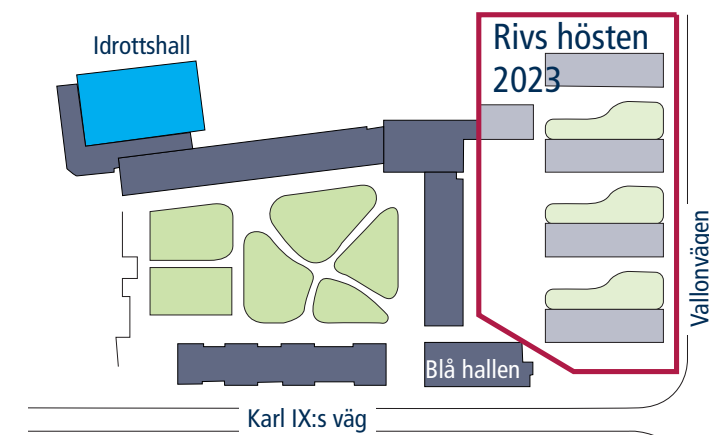 Rivs hösten
2023
Idrottshall
Vallonvägen
Blå hallen
Karl IX:s väg